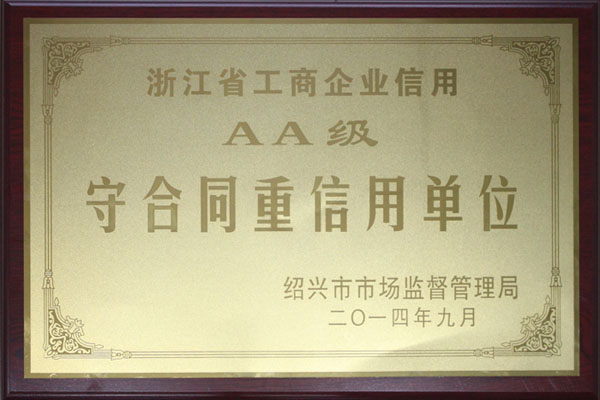 浙江省工商企业信用
AA级
守合同重信用单位
绍兴市市场监督管理局
二〇一四年九月